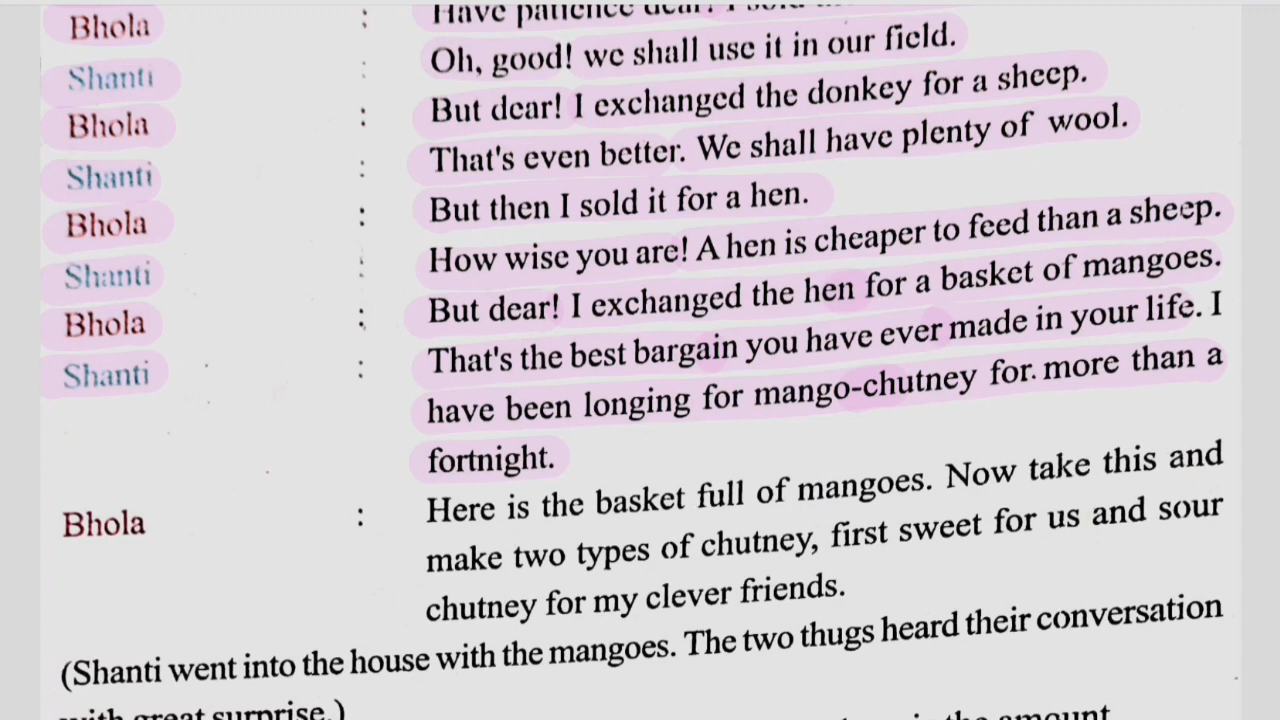 Bhola : Have patience dear! I sold
Shanti : Oh, good! we shall use it in our field.
Bhola : But dear! I exchanged the donkey for a sheep.
Shanti : That's even better. We shall have plenty of wool.
Bhola : But then I sold it for a hen.
Shanti : How wise you are! A hen is cheaper to feed than a sheep.
Bhola : But dear! I exchanged the hen for a basket of mangoes.
Shanti : That's the best bargain you have ever made in your life. I
have been longing for mango-chutney for. more than a
fortnight.
Bhola : Here is the basket full of mangoes. Now take this and
make two types of chutney, first sweet for us and sour
chutney for my clever friends.
(Shanti went into the house with the mangoes. The two thugs heard their conversation
with great surprise.)
the amount